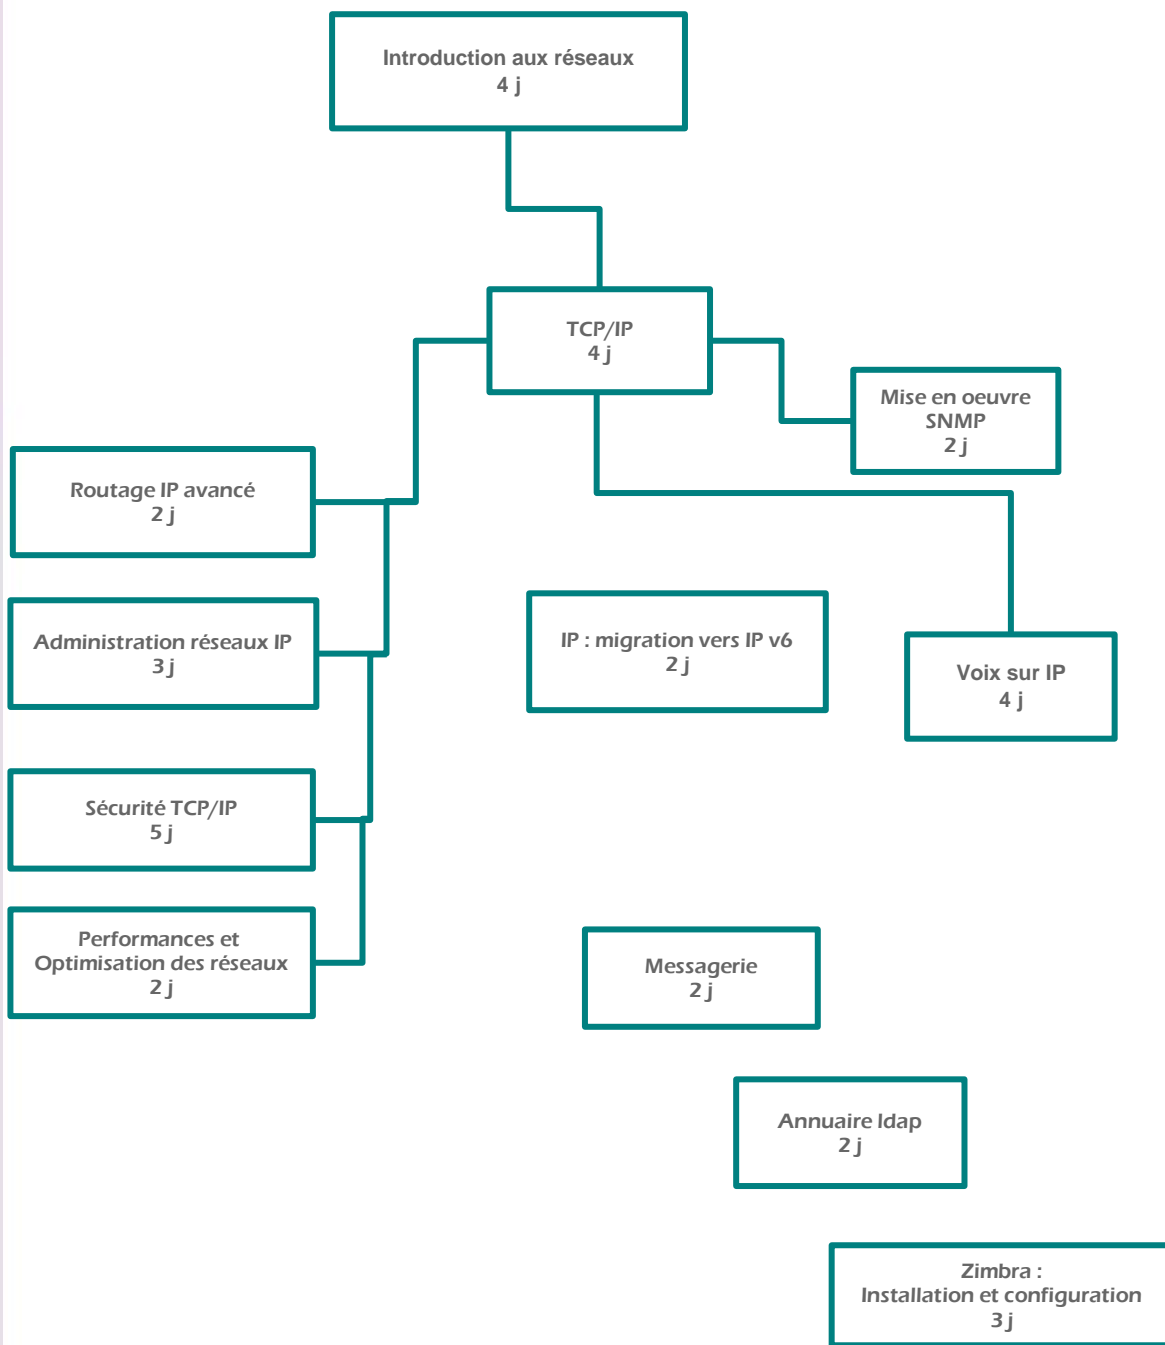 Introduction aux réseaux
4 j
TCP/IP
4 j
Mise en oeuvre
SNMP
2 j
Routage IP avancé
2 j
Administration réseaux IP
3 j
IP : migration vers IP v6
2 j
Voix sur IP
4 j
Sécurité TCP/IP
5 j
Performances et
Optimisation des réseaux
2 j
Messagerie
2 j
Annuaire ldap
2 j
Zimbra :
Installation et configuration
3 j